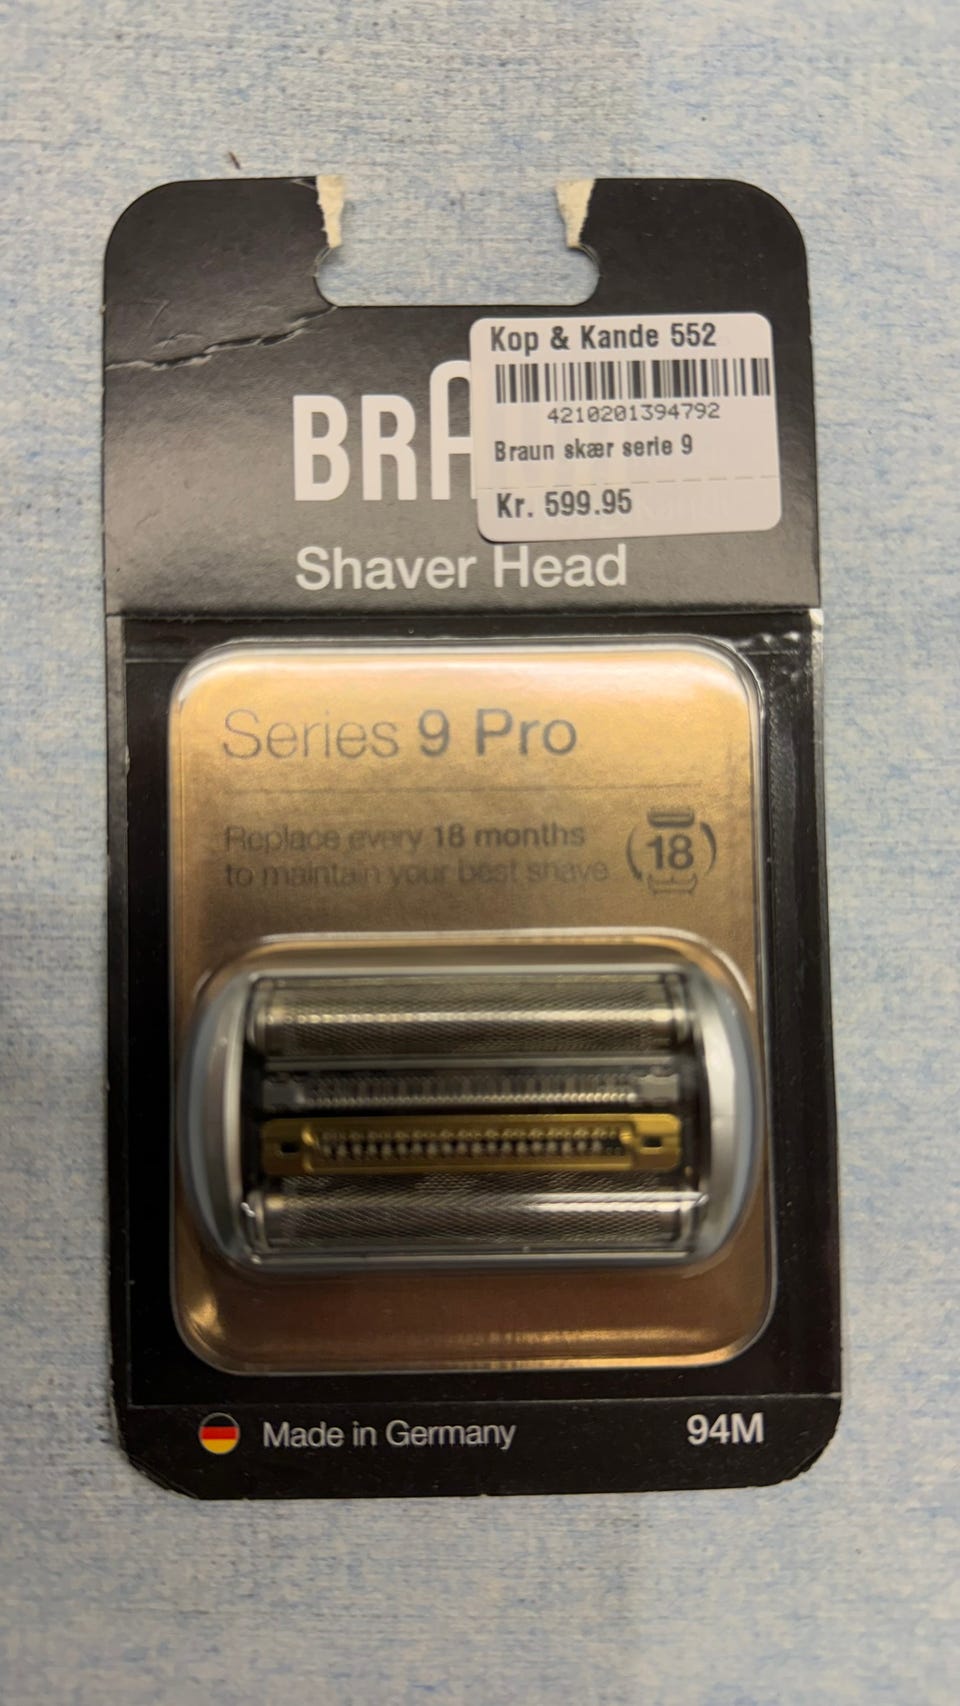 Kop & Kande 552
4210201394792
Braun skær serie 9
Kr. 599.95
BRA
Shaver Head
Series 9 Pro
Replace every 18 months
to maintain your best shave
18
Made in Germany
94M